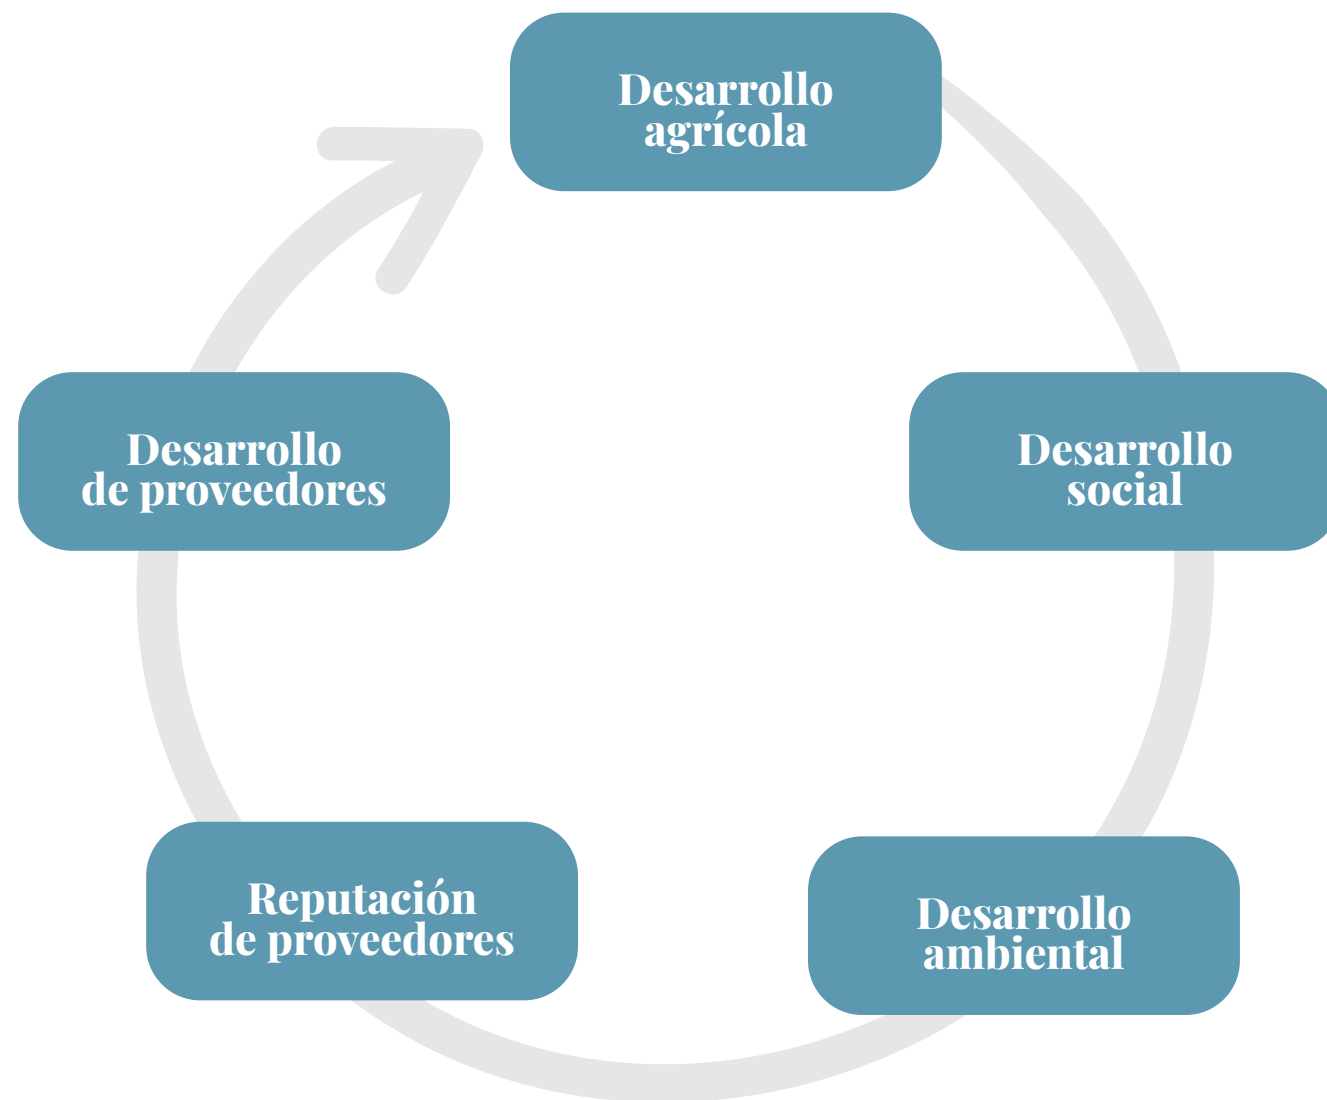 Desarrollo
agrícola
Desarrollo
social
Desarrollo
ambiental
Reputación
de proveedores
Desarrollo
de proveedores